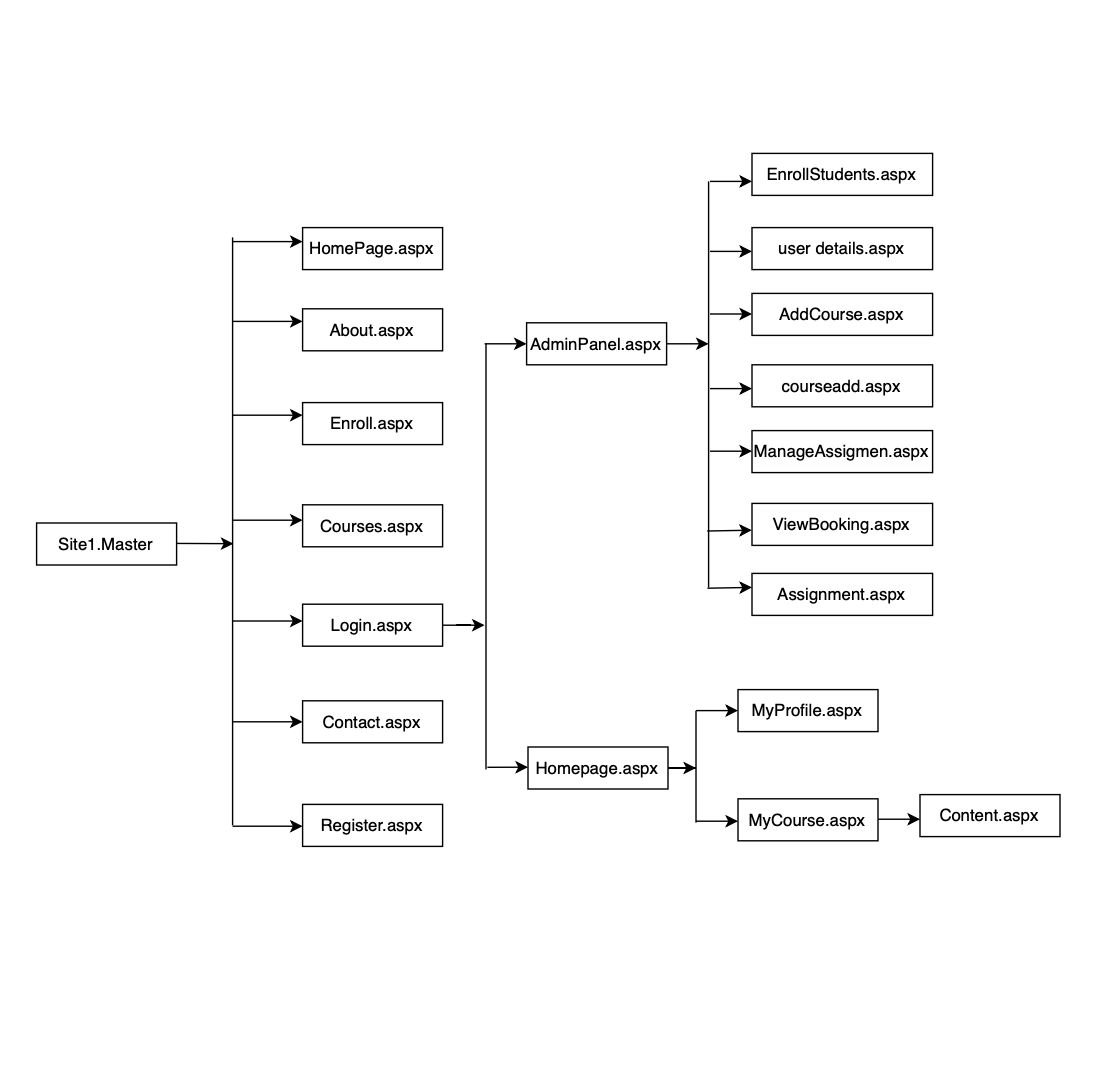 Site1.Master
HomePage.aspx
About.aspx
Enroll.aspx
Courses.aspx
Login.aspx
Contact.aspx
Register.aspx
AdminPanel.aspx
Homepage.aspx
EnrollStudents.aspx
user details.aspx
AddCourse.aspx
courseadd.aspx
ManageAssigmen.aspx
ViewBooking.aspx
Assignment.aspx
MyProfile.aspx
MyCourse.aspx
Content.aspx